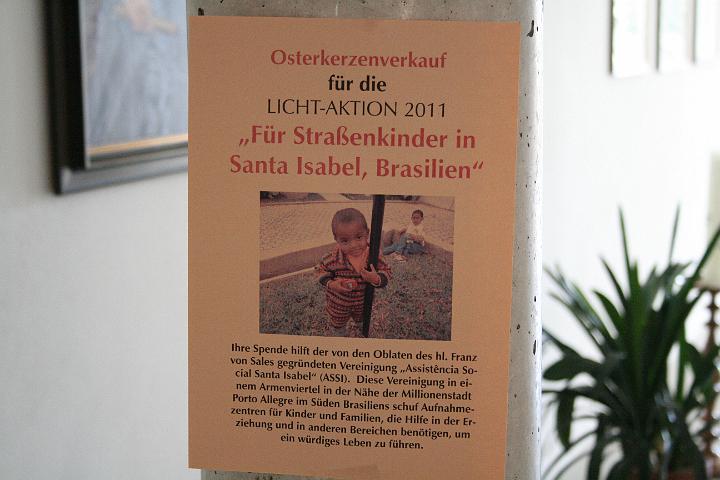 Osterkerzenverkauf
für die
LICHT-AKTION 2011
„Für Straßenkinder in
Santa Isabel, Brasilien“
Ihre Spende hilft der von den Oblaten des hl. Franz
von Sales gegründeten Vereinigung „Assistència So-
cial Santa Isabel“ (ASSI). Diese Vereinigung in ei-
nem Armenviertel in der Nähe der Millionenstadt
Porto Allegre im Süden Brasiliens schuf Aufnahme-
zentren für Kinder und Familien, die Hilfe in der Er-
ziehung und in anderen Bereichen benötigen, um
ein würdiges Leben zu führen.